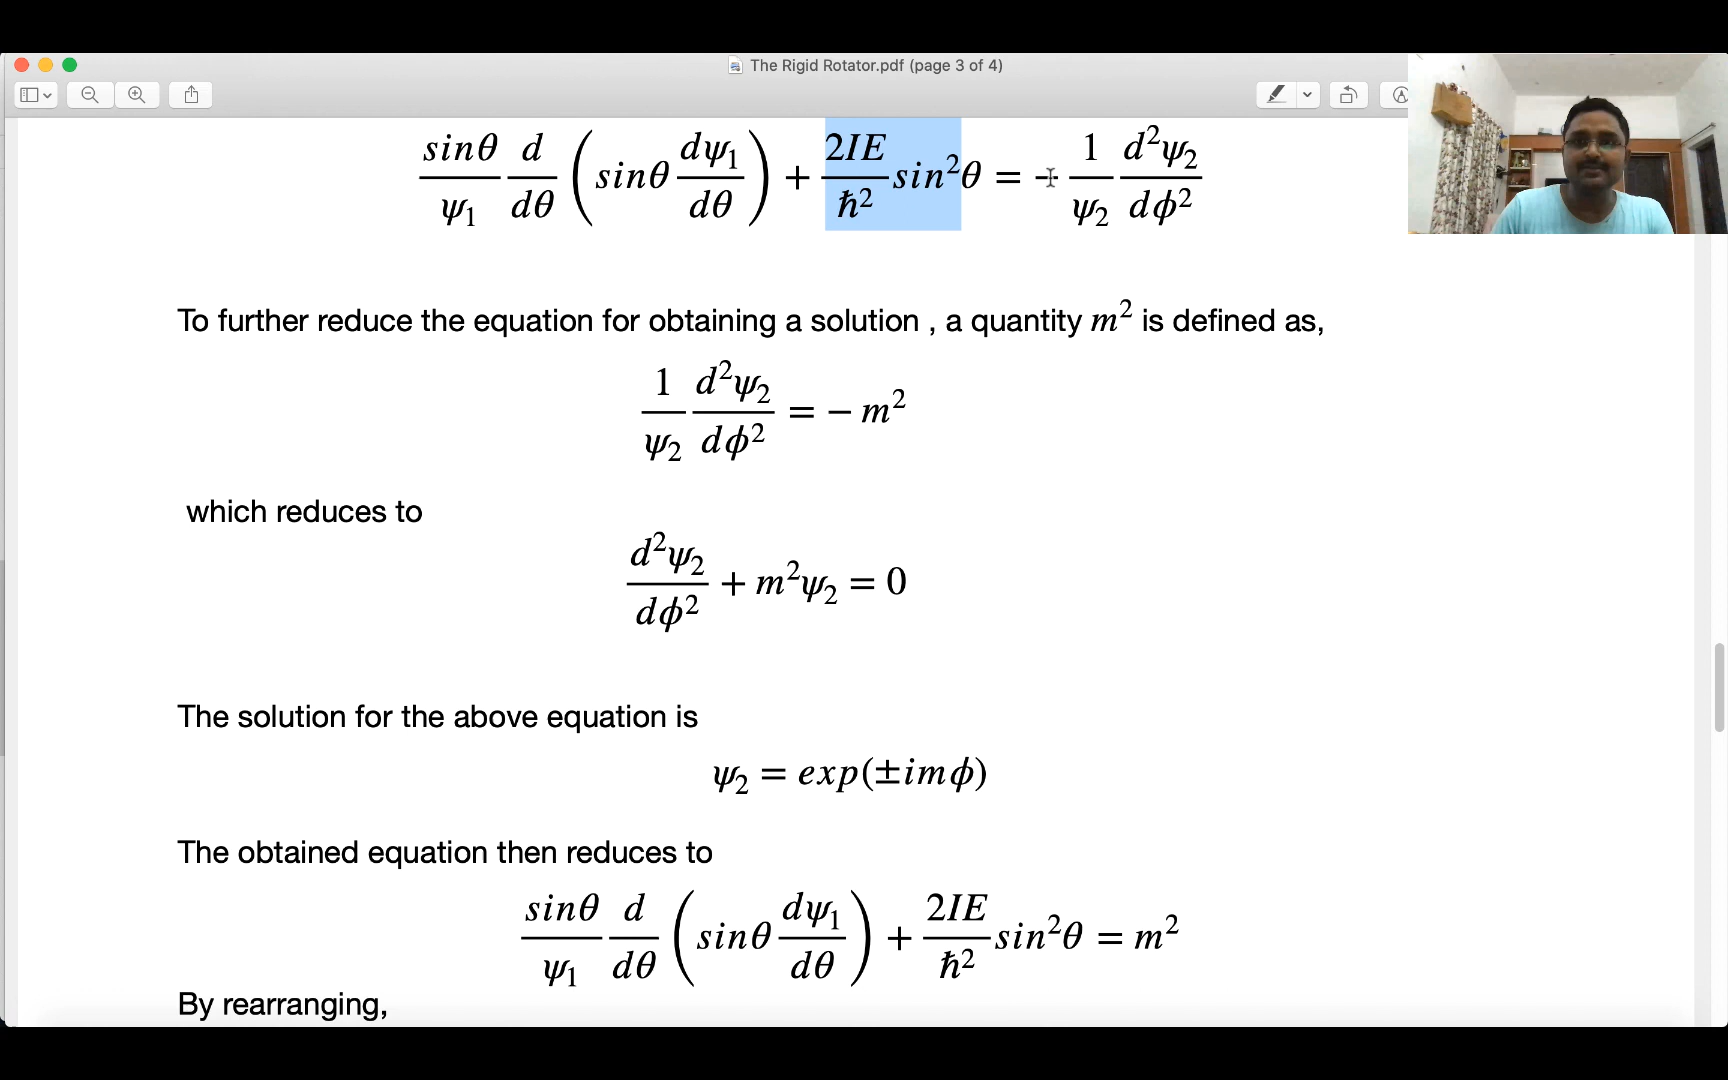 The Rigid Rotator.pdf (page 3 of 4)
sinθ/ψ₁ d/dθ (sinθ dψ₁/dθ) + 2IE/ħ² sin²θ = − 1/ψ₂ d²ψ₂/dϕ²
To further reduce the equation for obtaining a solution , a quantity m² is defined as,
1/ψ₂ d²ψ₂/dϕ² = − m²
which reduces to
d²ψ₂/dϕ² + m²ψ₂ = 0
The solution for the above equation is
ψ₂ = exp(±imϕ)
The obtained equation then reduces to
sinθ/ψ₁ d/dθ (sinθ dψ₁/dθ) + 2IE/ħ² sin²θ = m²
By rearranging,